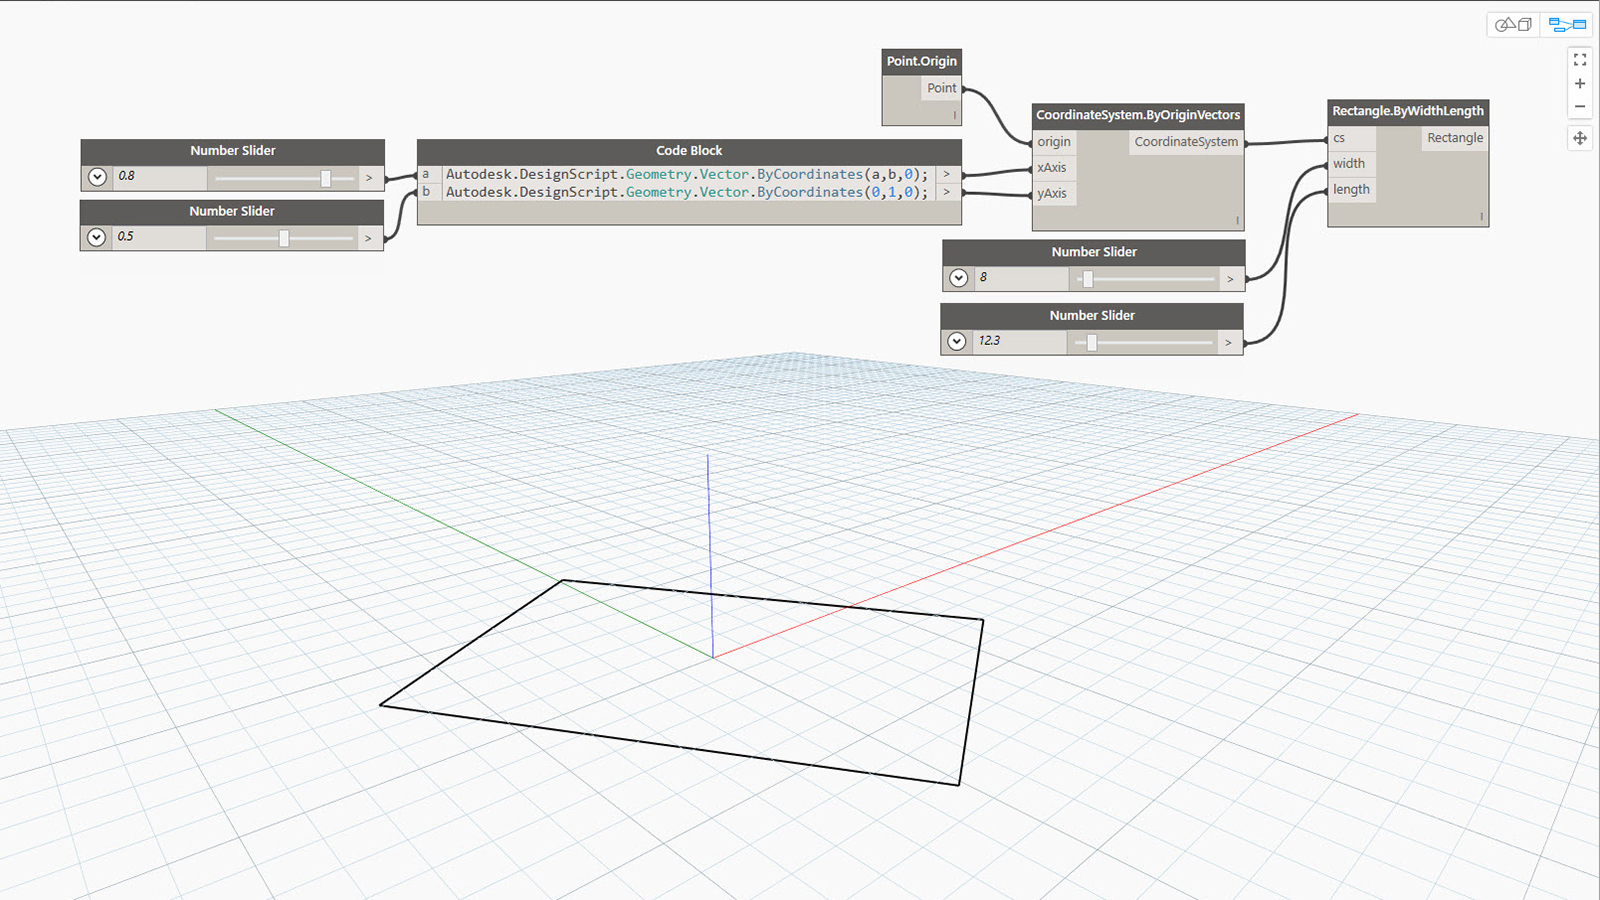 Point.Origin
Point
CoordinateSystem.ByOriginVectors
origin
CoordinateSystem
xAxis
yAxis
Rectangle.ByWidthLength
cs
Rectangle
width
length
Number Slider
0.8
>
Number Slider
0.5
>
Code Block
a Autodesk.DesignScript.Geometry.Vector.ByCoordinates(a,b,0); >
b Autodesk.DesignScript.Geometry.Vector.ByCoordinates(0,1,0); >
Number Slider
8
>
Number Slider
12.3
>